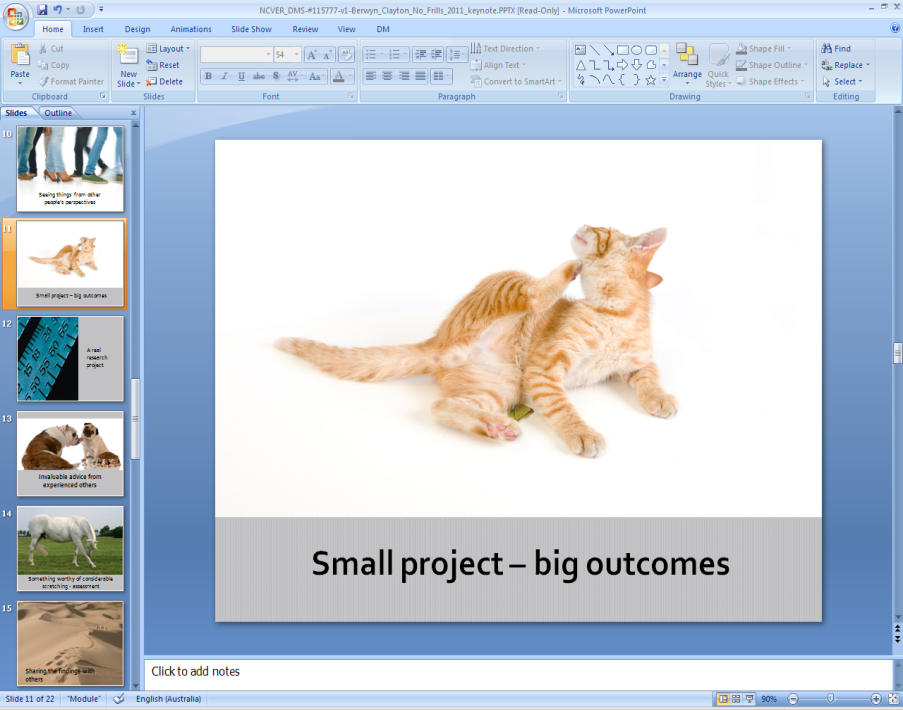 NCVER_DMS-#115777-v1-Berwyn_Clayton_No_Frills_2011_keynote.PPTX [Read-Only] - Microsoft PowerPoint
Home Insert Design Animations Slide Show Review View DM
Paste
Cut
Copy
Format Painter
Clipboard
New
Slide
Layout
Reset
Delete
Slides
54
B I U abc S AV Aa A
Font
Text Direction
Align Text
Convert to SmartArt
Paragraph
Arrange
Quick
Styles
Shape Fill
Shape Outline
Shape Effects
Drawing
Find
Replace
Select
Editing
Slides Outline
10
Seeing things from other
people's perspectives
11
Small project – big outcomes
12
A real
research
project
13
Invaluable advice from
experienced others
14
Something worthy of considerable
scratching - assessment
15
Sharing the findings with
others
Small project – big outcomes
Click to add notes
Slide 11 of 22 "Module" English (Australia) 90%